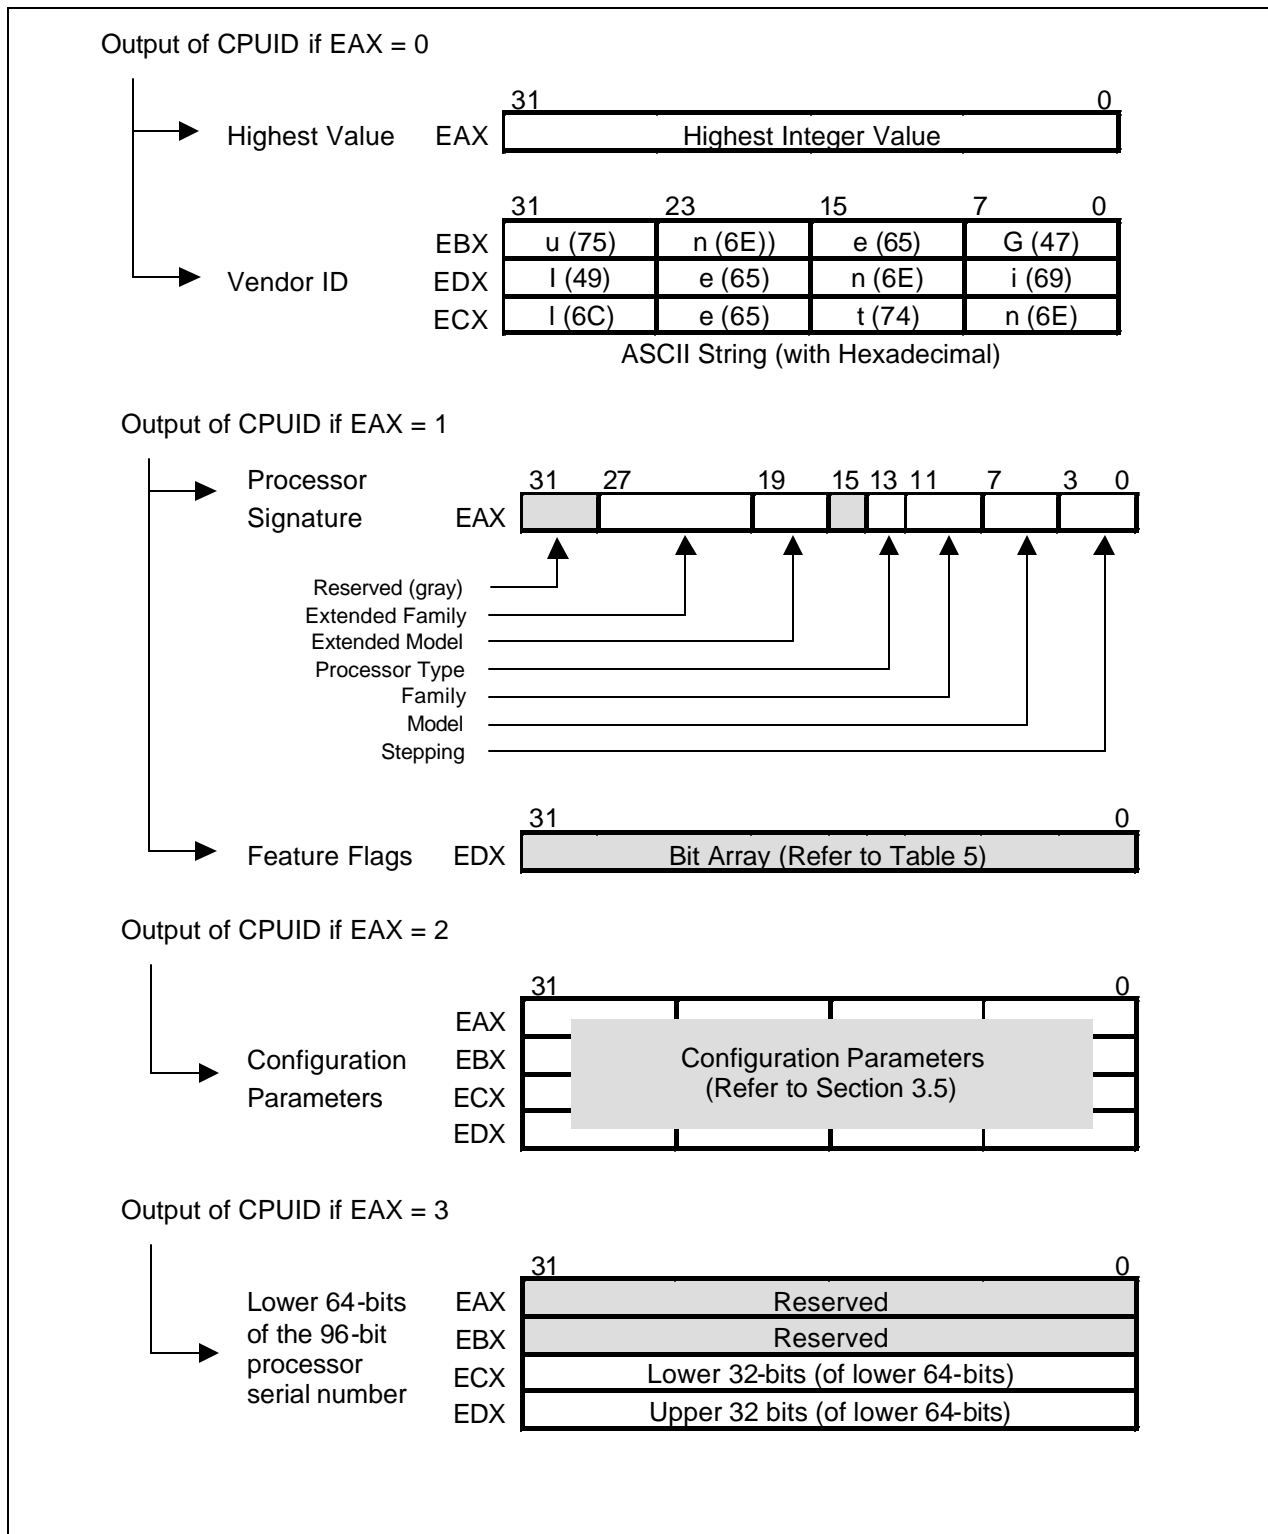 Output of CPUID if EAX = 0
31 0
Highest Value EAX Highest Integer Value
31 23 15 7 0
EBX u (75) n (6E)) e (65) G (47)
Vendor ID EDX I (49) e (65) n (6E) i (69)
ECX l (6C) e (65) t (74) n (6E)
ASCII String (with Hexadecimal)
Output of CPUID if EAX = 1
Processor 31 27 19 15 13 11 7 3 0
Signature EAX
Reserved (gray)
Extended Family
Extended Model
Processor Type
Family
Model
Stepping
31 0
Feature Flags EDX Bit Array (Refer to Table 5)
Output of CPUID if EAX = 2
31 0
EAX
Configuration EBX Configuration Parameters
Parameters ECX (Refer to Section 3.5)
EDX
Output of CPUID if EAX = 3
31 0
Lower 64-bits EAX Reserved
of the 96-bit EBX Reserved
processor ECX Lower 32-bits (of lower 64-bits)
serial number EDX Upper 32 bits (of lower 64-bits)